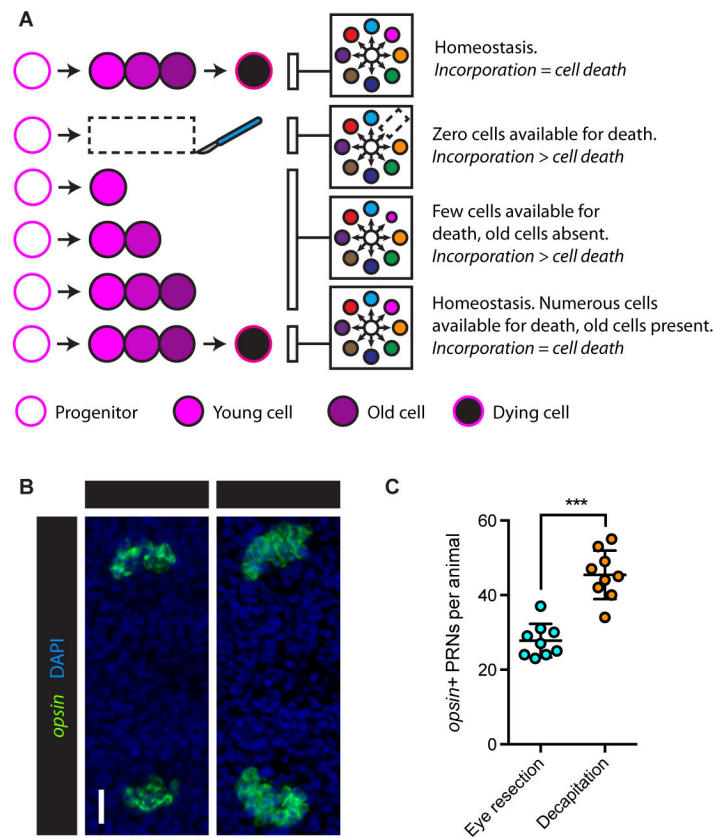 A
Homeostasis.
Incorporation = cell death
Zero cells available for death.
Incorporation > cell death
Few cells available for
death, old cells absent.
Incorporation > cell death
Homeostasis. Numerous cells
available for death, old cells present.
Incorporation = cell death
Progenitor
Young cell
Old cell
Dying cell
B
opsin DAPI
C
***
opsin+ PRNs per animal
60
40
20
0
Eye resection
Decapitation